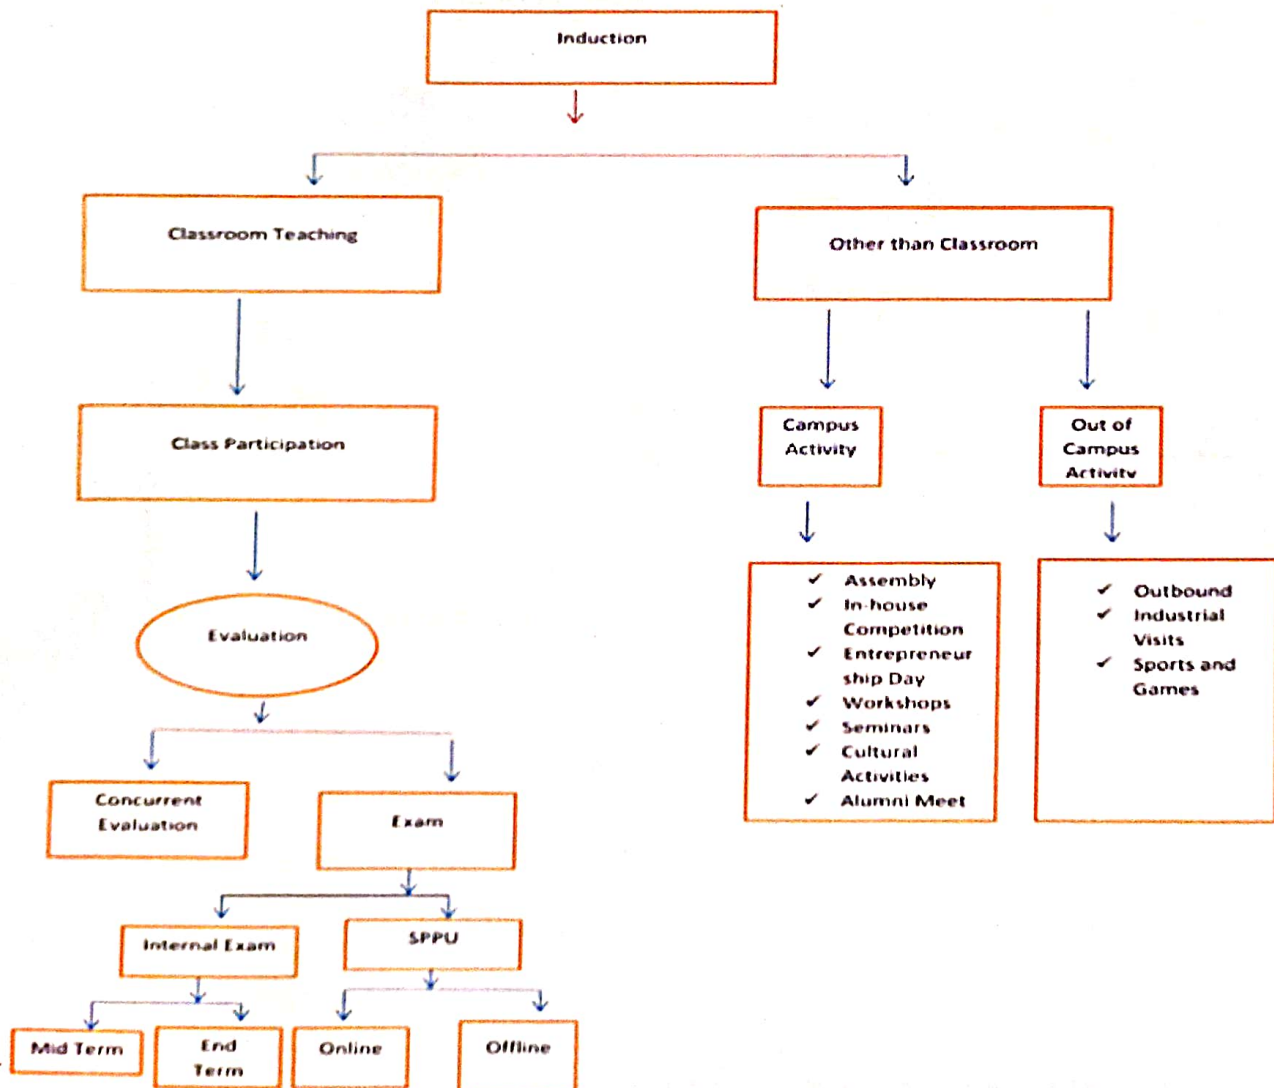 Induction
Classroom Teaching
Other than Classroom
Class Participation
Campus
Activity
Out of
Campus
Activity
Evaluation
✓ Assembly
✓ In-house
Competition
✓ Entrepreneur
ship Day
✓ Workshops
✓ Seminars
✓ Cultural
Activities
✓ Alumni Meet
✓ Outbound
✓ Industrial
Visits
✓ Sports and
Games
Concurrent
Evaluation
Exam
Internal Exam
SPPU
Mid Term
End
Term
Online
Offline